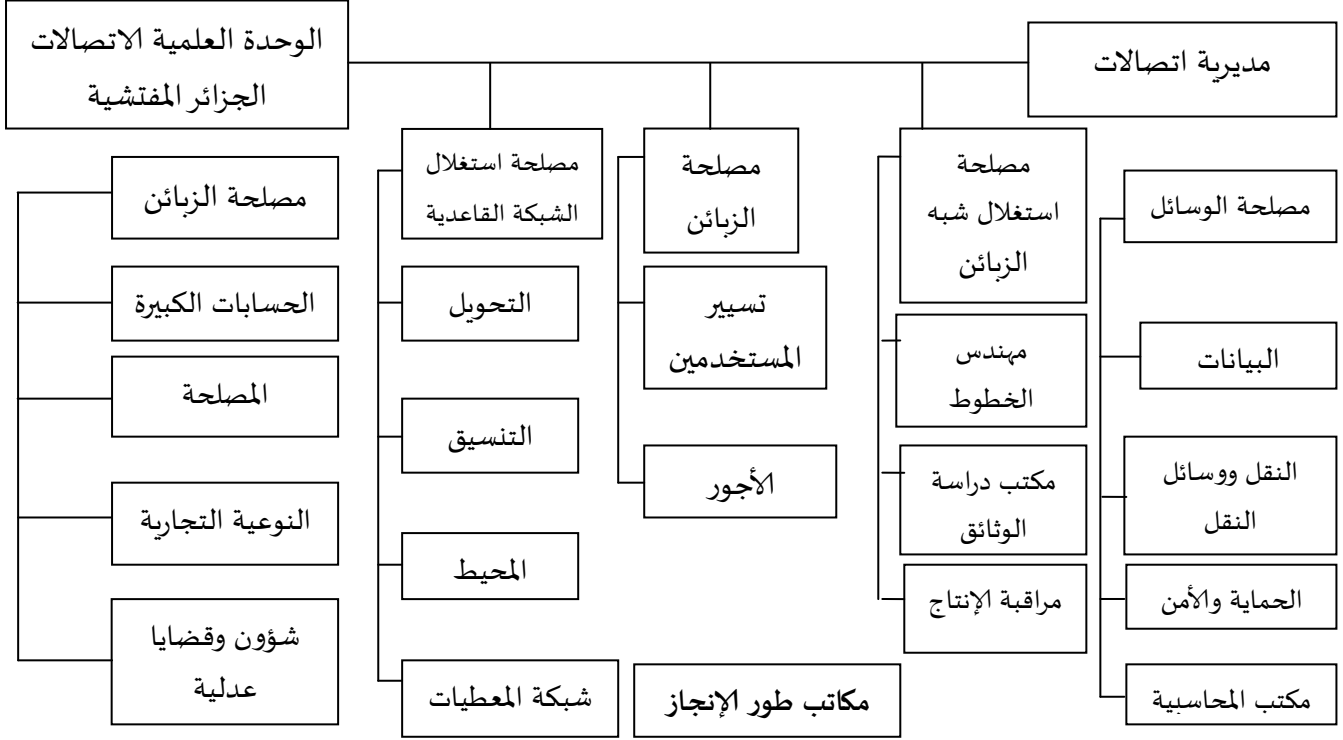 مديرية اتصالات
الوحدة العلمية الاتصالات
الجزائر المفتشية
مصلحة الوسائل
البيانات
النقل ووسائل
النقل
الحماية والأمن
مكتب المحاسبية
مصلحة
استغلال شبه
الزبائن
مهندس
الخطوط
مكتب دراسة
الوثائق
مراقبة الإنتاج
مصلحة
الزبائن
تسيير
المستخدمين
الأجور
مكاتب طور الإنجاز
مصلحة استغلال
الشبكة القاعدية
التحويل
التنسيق
المحيط
شبكة المعطيات
مصلحة الزبائن
الحسابات الكبيرة
المصلحة
النوعية التجارية
شؤون وقضايا
عدلية